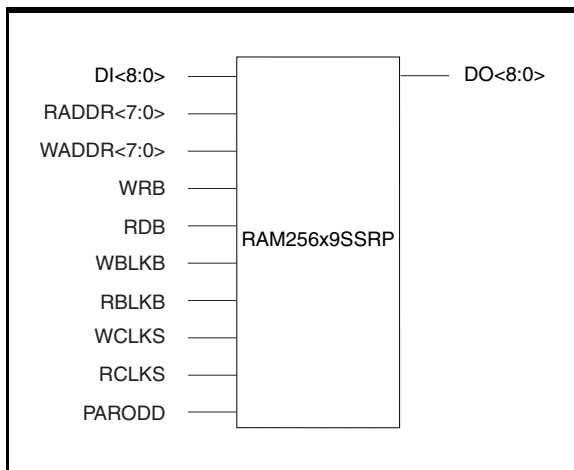 DI<8:0>
DO<8:0>
RADDR<7:0>
WADDR<7:0>
WRB
RDB
RAM256x9SSRP
WBLKB
RBLKB
WCLKS
RCLKS
PARODD